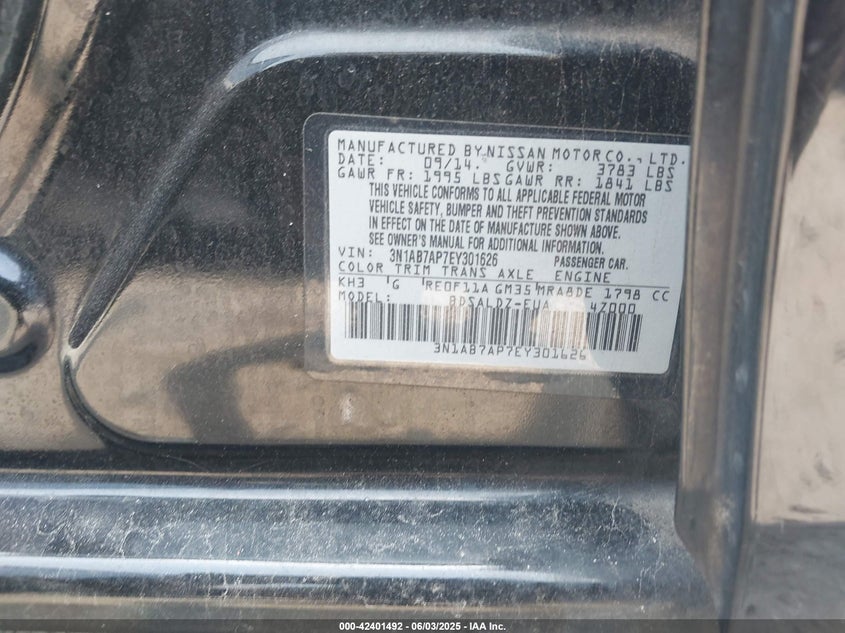 MANUFACTURED BY NISSAN MOTOR CO., LTD.
DATE: 09/14. GVWR: 3783 LBS
GAWR FR: 1995 LBS GAWR RR: 1841 LBS
THIS VEHICLE CONFORMS TO ALL APPLICABLE FEDERAL MOTOR
VEHICLE SAFETY, BUMPER AND THEFT PREVENTION STANDARDS
IN EFFECT ON THE DATE OF MANUFACTURE SHOWN ABOVE.
SEE OWNER'S MANUAL FOR ADDITIONAL INFORMATION.
VIN: 3N1AB7AP7EY301626 PASSENGER CAR.
COLOR TRIM TRANS AXLE ENGINE
KH3 G RE0F11A GM35 MRA8DE 1798 CC
MODEL: BDSALDZ-EUA 4Z000
3N1AB7AP7EY301626
000-42401492 - 06/03/2025 - IAA Inc.